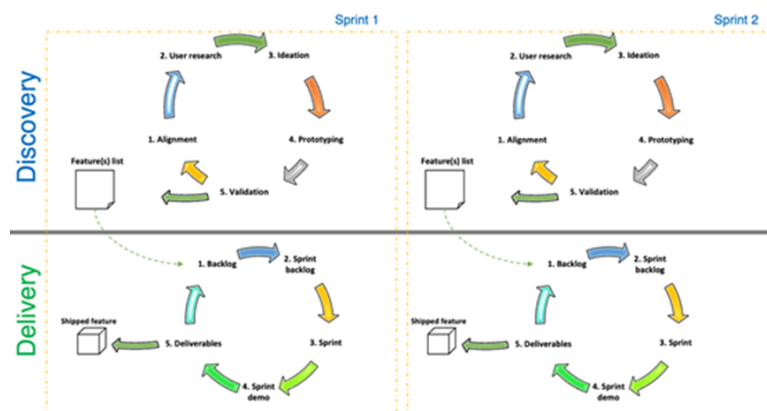 Sprint 1
Sprint 2
Discovery
2. User research
3. Ideation
1. Alignment
4. Prototyping
Feature(s) list
5. Validation
2. User research
3. Ideation
1. Alignment
4. Prototyping
Feature(s) list
5. Validation
Delivery
1. Backlog
2. Sprint
backlog
Shipped feature
5. Deliverables
3. Sprint
4. Sprint
demo
1. Backlog
2. Sprint
backlog
Shipped feature
5. Deliverables
3. Sprint
4. Sprint
demo